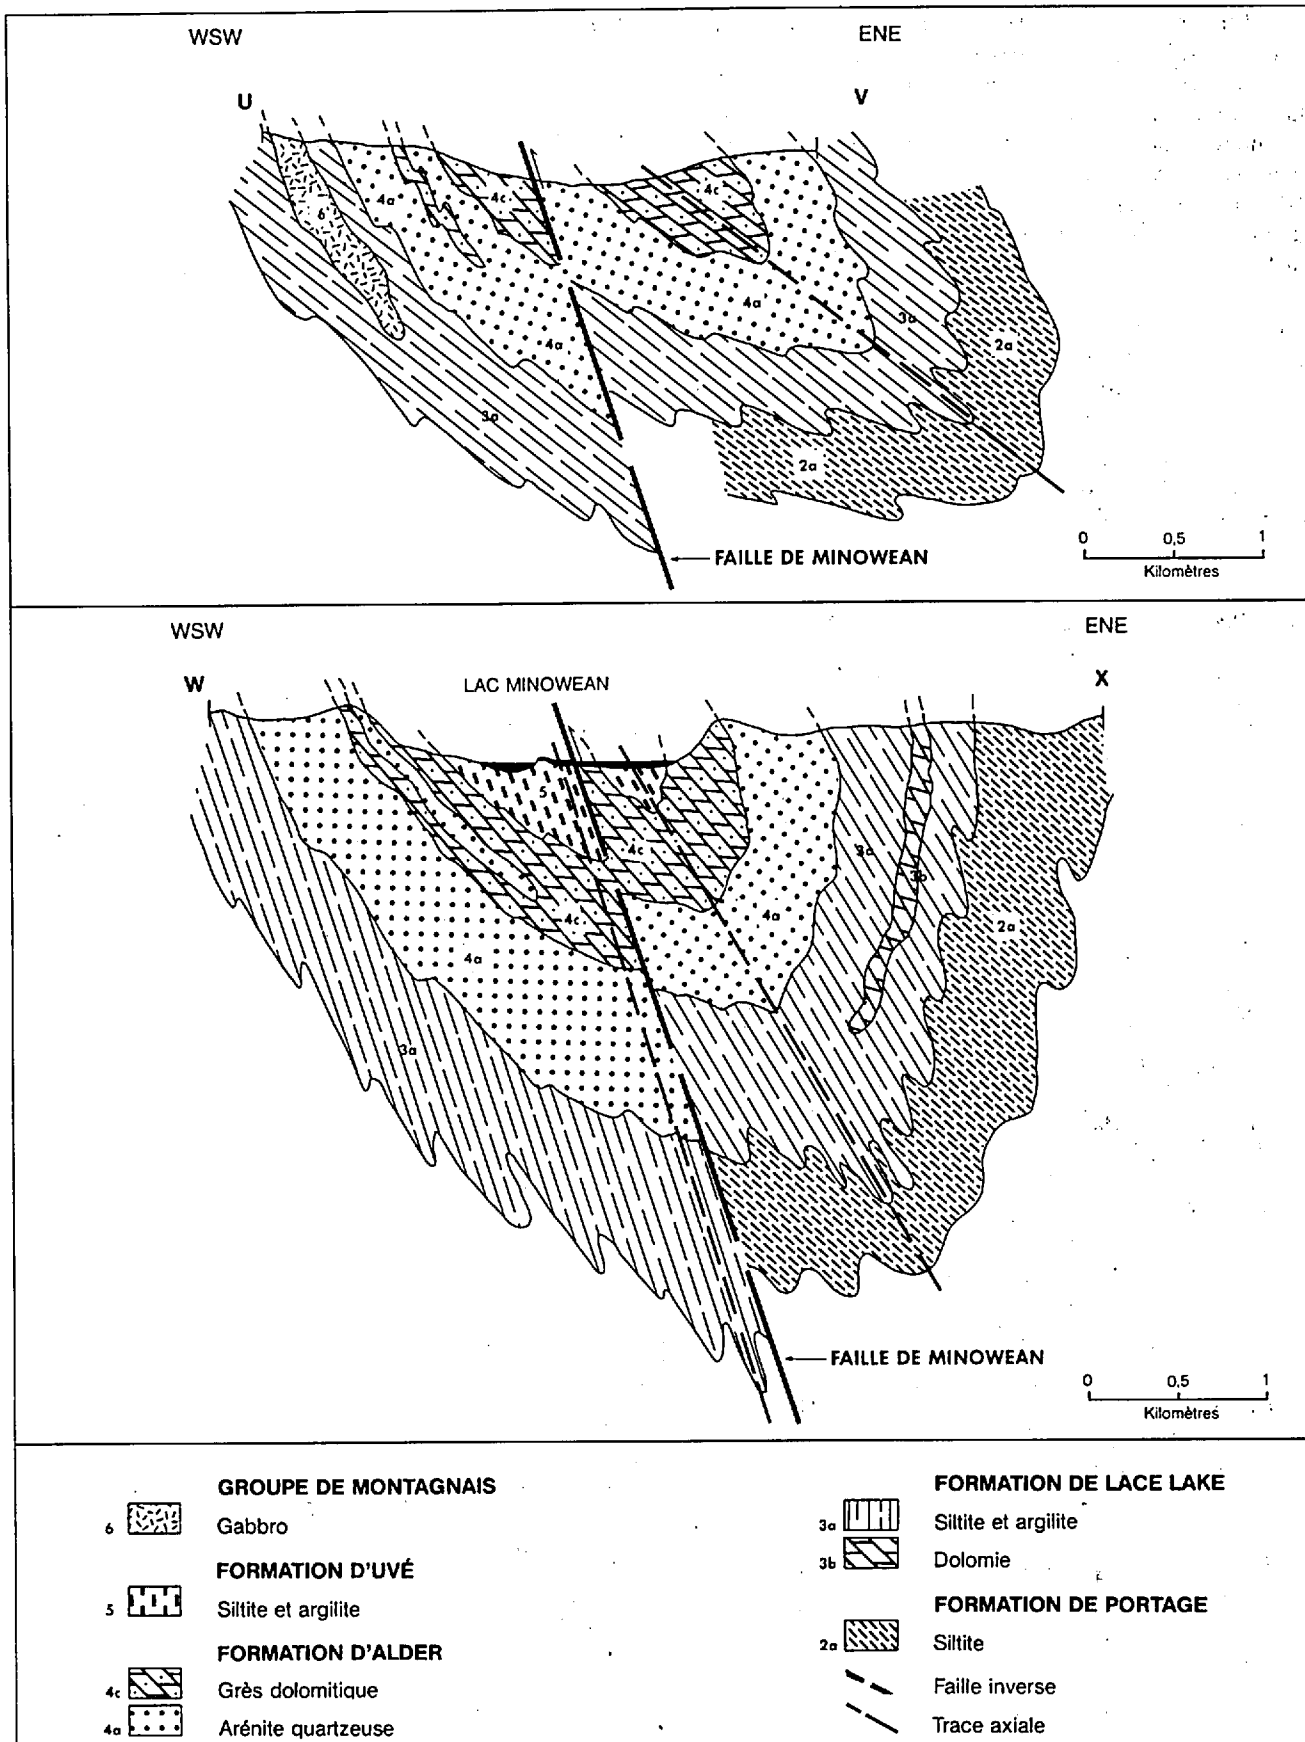 WSW ENE
U V
6
4a
4c
4c
4a
4a
3a
2a
3a
2a
FAILLE DE MINOWEAN
0 0,5 1
Kilomètres
WSW ENE
W LAC MINOWEAN X
5
4c
3a
3b
4c
4a
4a
2a
3a
FAILLE DE MINOWEAN
0 0,5 1
Kilomètres
GROUPE DE MONTAGNAIS
6 Gabbro
FORMATION D'UVÉ
5 Siltite et argilite
FORMATION D'ALDER
4c Grès dolomitique
4a Arénite quartzeuse
FORMATION DE LACE LAKE
3a Siltite et argilite
3b Dolomie
FORMATION DE PORTAGE
2a Siltite
Faille inverse
Trace axiale